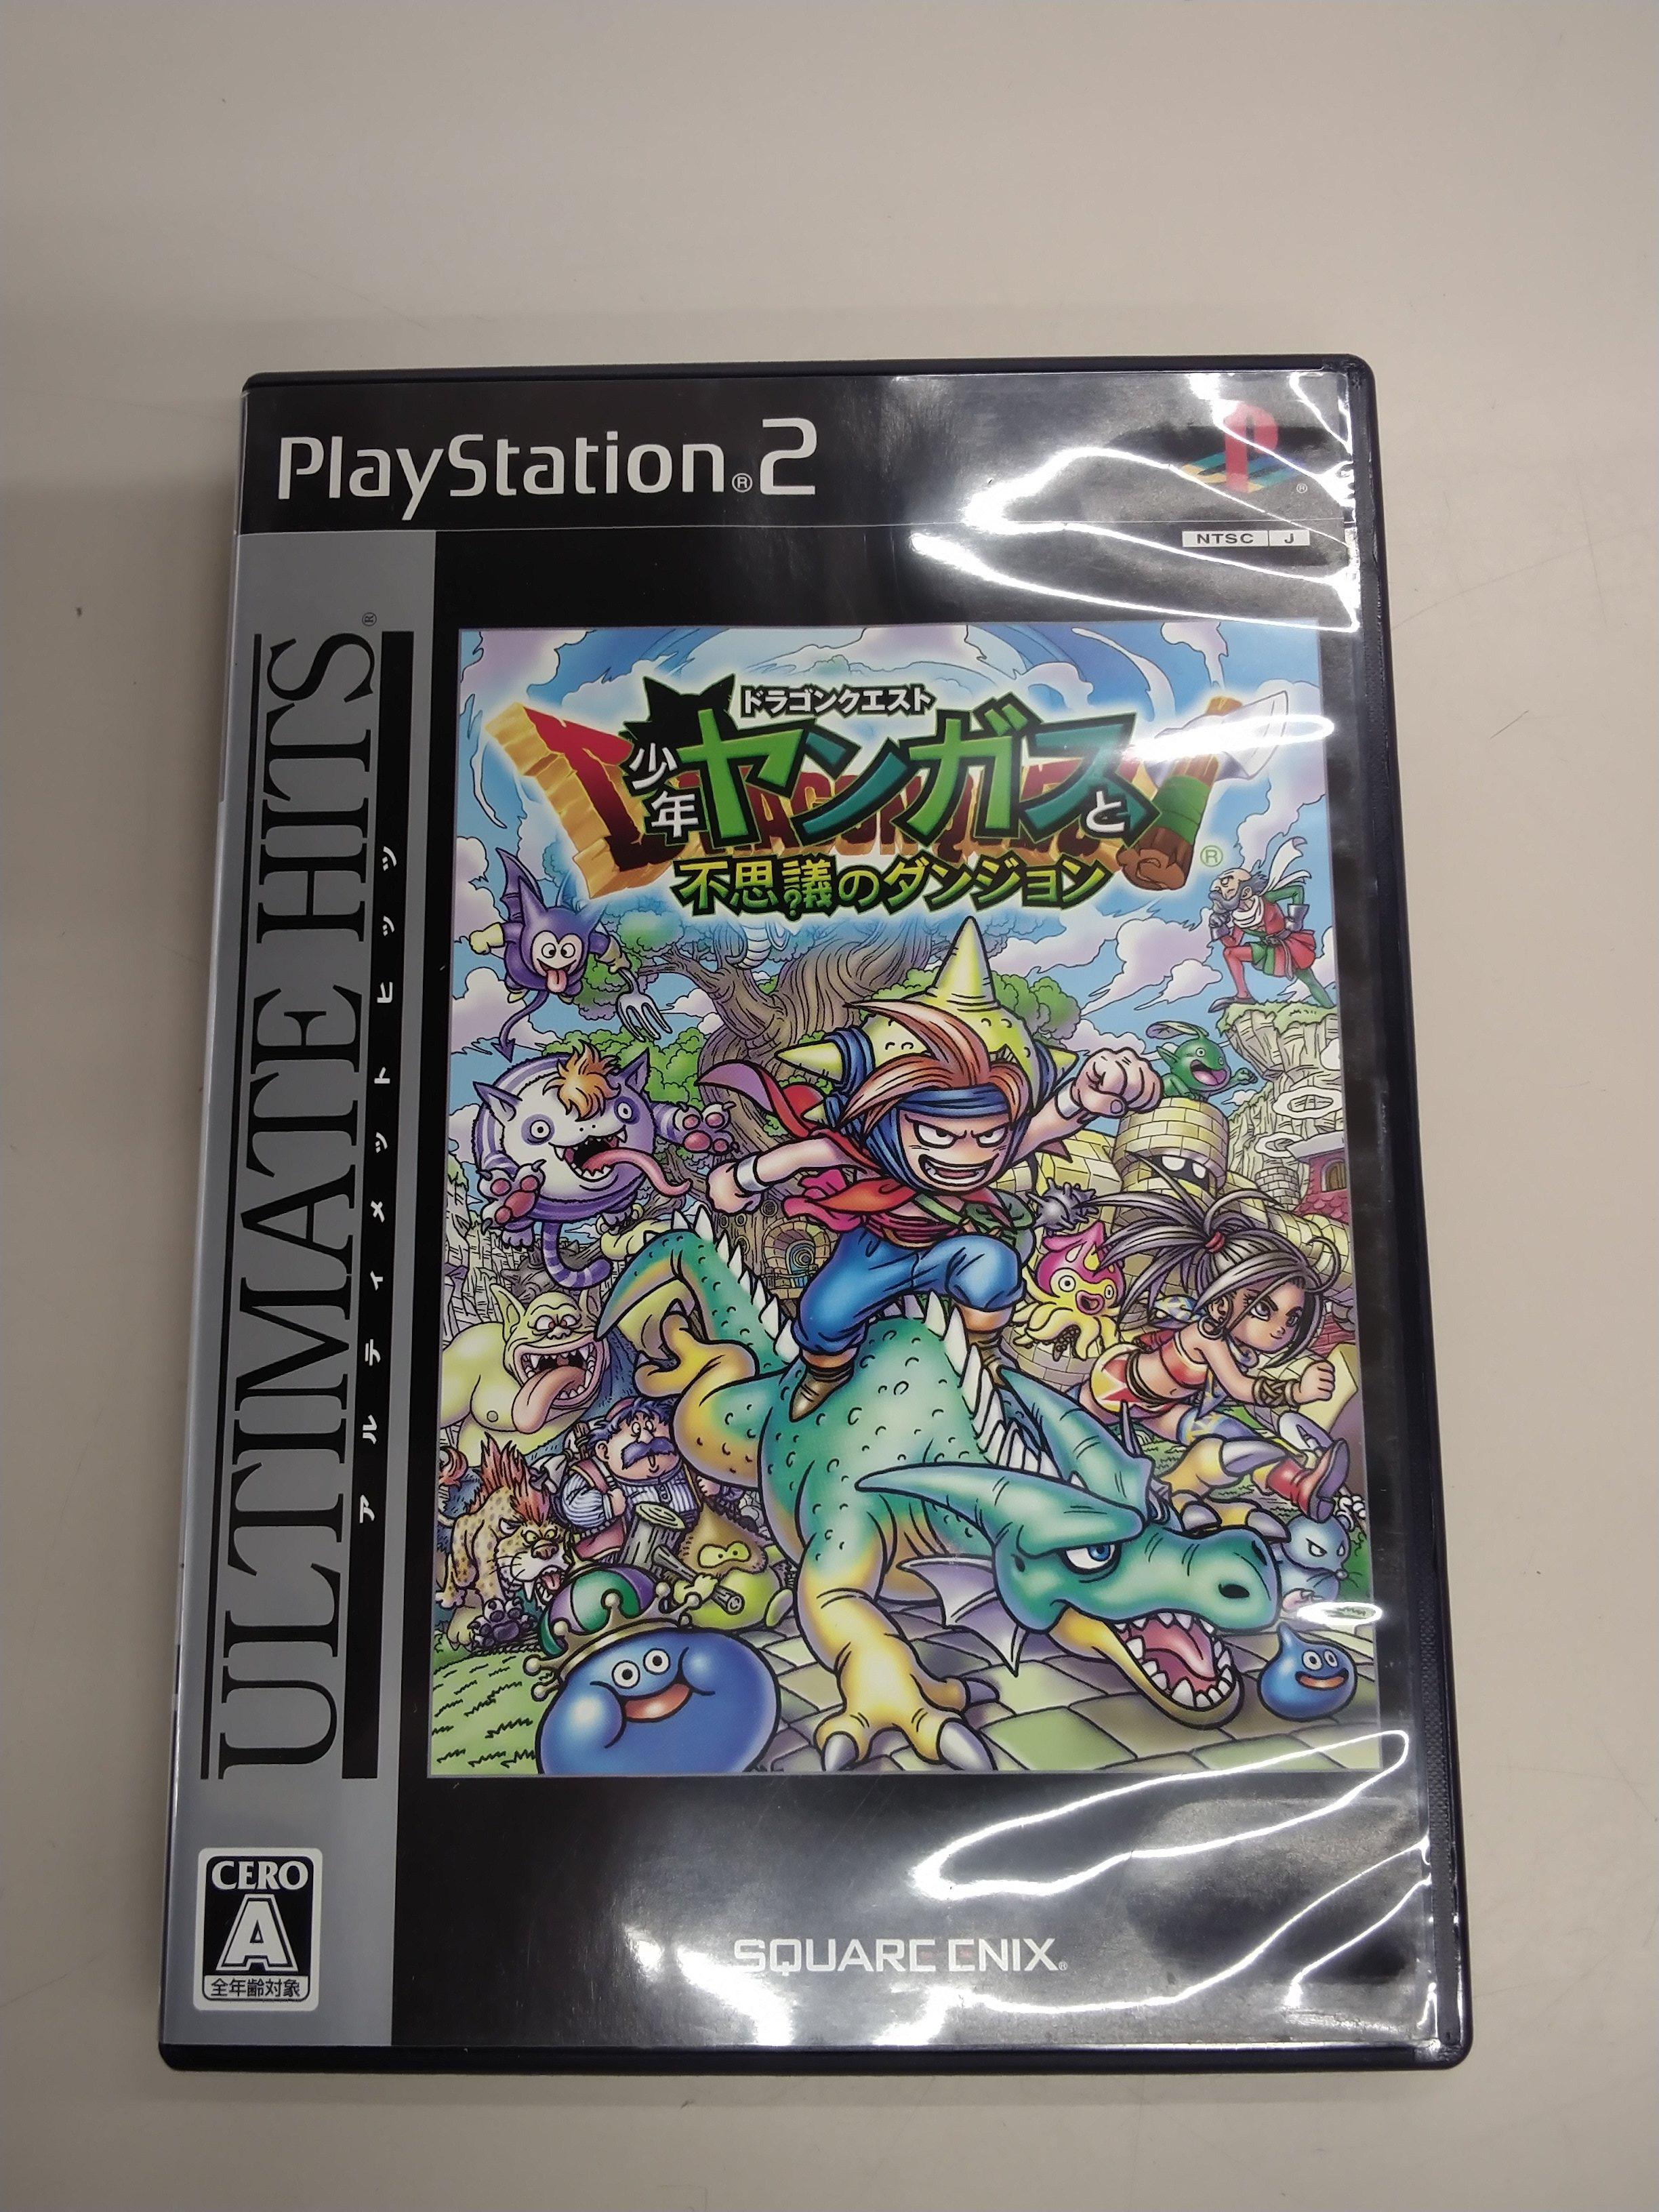 PlayStation®2
P®
NTSC J
ULTIMATE HITS®
アルティメットヒッツ
ドラゴンクエスト
少年ヤンガスと
不思議のダンジョン
®
CERO
A
全年齢対象
SQUARE ENIX®